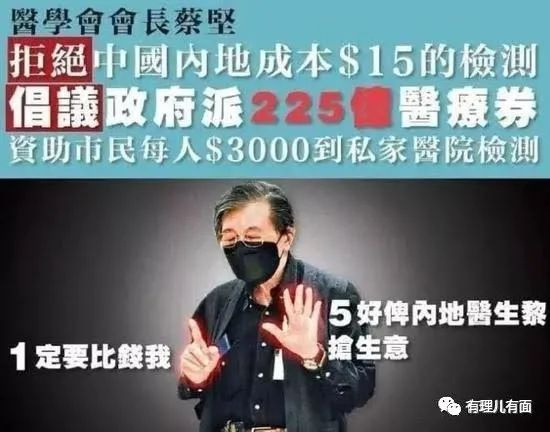 醫學會會長蔡堅
拒絕中國內地成本$15的檢測
倡議政府派225億醫療券
資助市民每人$3000到私家醫院檢測
5好俾內地醫生黎
搶生意
1定要比錢我
有理儿有面